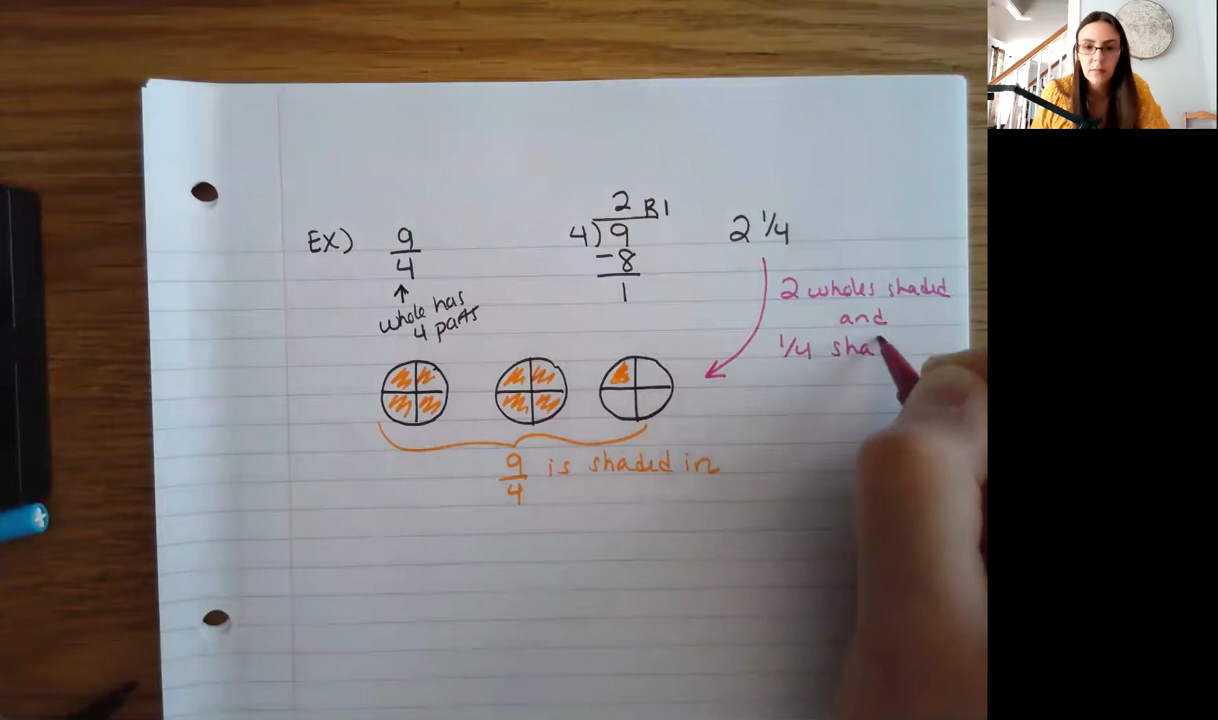 EX) 9/4
2 R1
4) 9
-8
1
2 1/4
whole has
4 parts
2 wholes shaded
and
1/4 sha
9/4 is shaded in